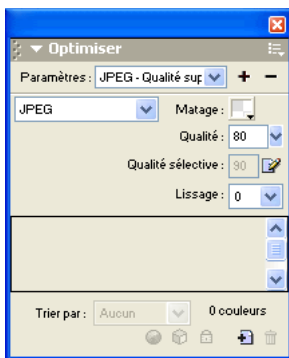 Optimiser
Paramètres : JPEG - Qualité sup
JPEG
Matage :
Qualité : 80
Qualité sélective : 90
Lissage : 0
Trier par : Aucun 0 couleurs